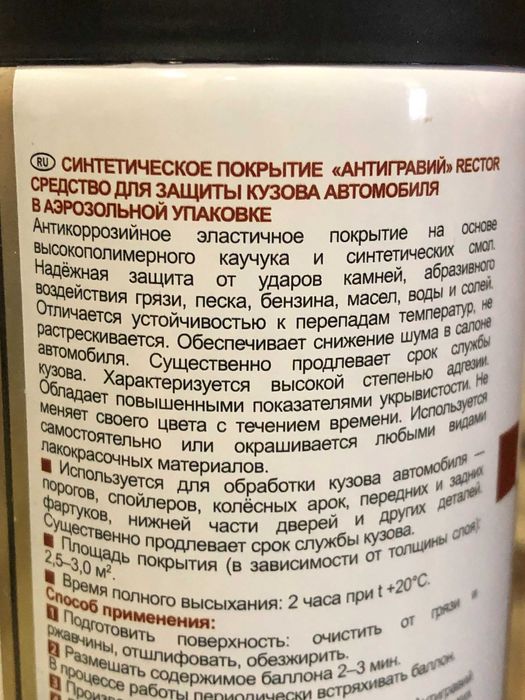 RU СИНТЕТИЧЕСКОЕ ПОКРЫТИЕ «АНТИГРАВИЙ» RECTOR
СРЕДСТВО ДЛЯ ЗАЩИТЫ КУЗОВА АВТОМОБИЛЯ
В АЭРОЗОЛЬНОЙ УПАКОВКЕ
Антикоррозийное эластичное покрытие на основе
высокополимерного каучука и синтетических смол.
Надёжная защита от ударов камней, абразивного
воздействия грязи, песка, бензина, масел, воды и солей.
Отличается устойчивостью к перепадам температур, не
растрескивается. Обеспечивает снижение шума в салоне
автомобиля. Существенно продлевает срок службы
кузова. Характеризуется высокой степенью адгезии.
Обладает повышенными показателями укрывистости. Не
меняет своего цвета с течением времени. Используется
самостоятельно или окрашивается любыми видами
лакокрасочных материалов.
■ Используется для обработки кузова автомобиля —
порогов, спойлеров, колёсных арок, передних и задних
фартуков, нижней части дверей и других деталей.
Существенно продлевает срок службы кузова.
■ Площадь покрытия (в зависимости от толщины слоя):
2,5–3,0 м².
■ Время полного высыхания: 2 часа при t +20°C.
Способ применения:
1 Подготовить поверхность: очистить от грязи и
ржавчины, отшлифовать, обезжирить.
2 Размешать содержимое баллона 2–3 мин.
В процессе работы периодически встряхивать баллон.
3